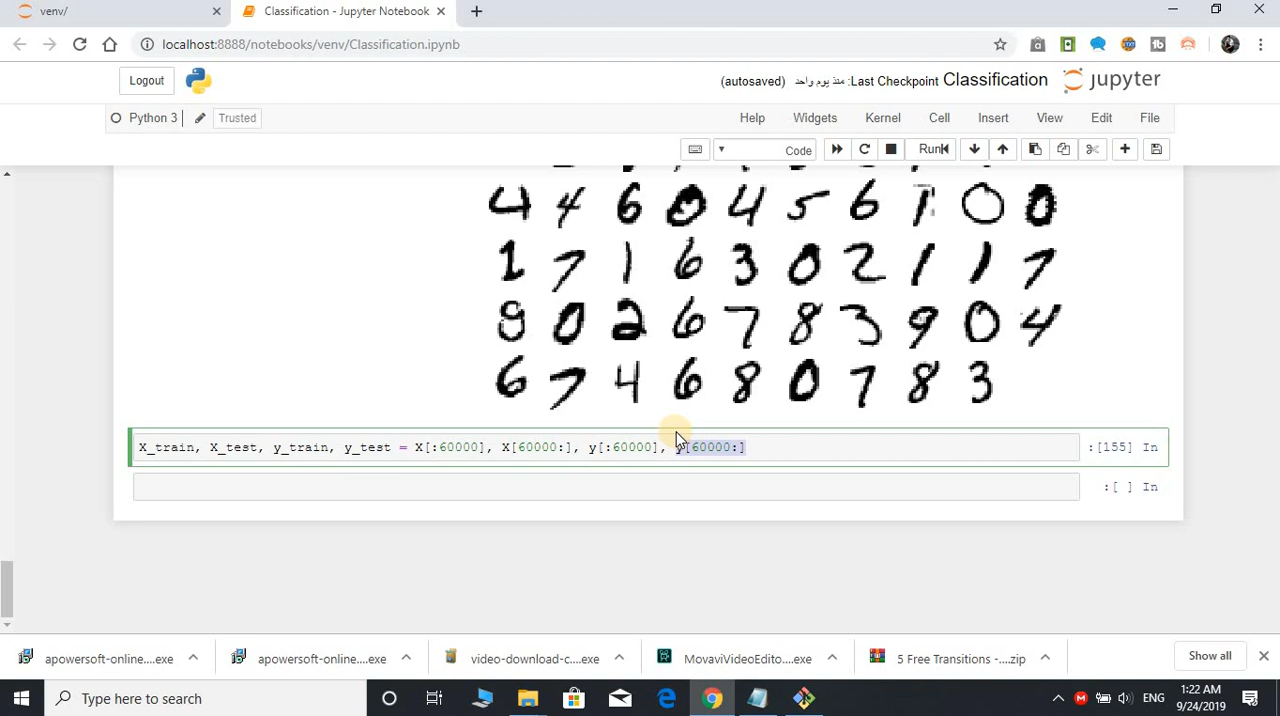 venv/
Classification - Jupyter Notebook
localhost:8888/notebooks/venv/Classification.ipynb
Logout
(autosaved) منذ يوم واحد :Last Checkpoint Classification jupyter
Python 3
Trusted
Help Widgets Kernel Cell Insert View Edit File
Code
Run
4 4 6 0 4 5 6 1 0 0
1 7 1 6 3 0 2 1 1 7
8 0 2 6 7 8 3 9 0 4
6 7 4 6 8 0 7 8 3
X_train, X_test, y_train, y_test = X[:60000], X[60000:], y[:60000], y[60000:]
:[155] In
:[ ] In
apowersoft-online....exe
apowersoft-online....exe
video-download-c....exe
MovaviVideoEdito....exe
5 Free Transitions -....zip
Show all
Type here to search
ENG
1:22 AM
9/24/2019